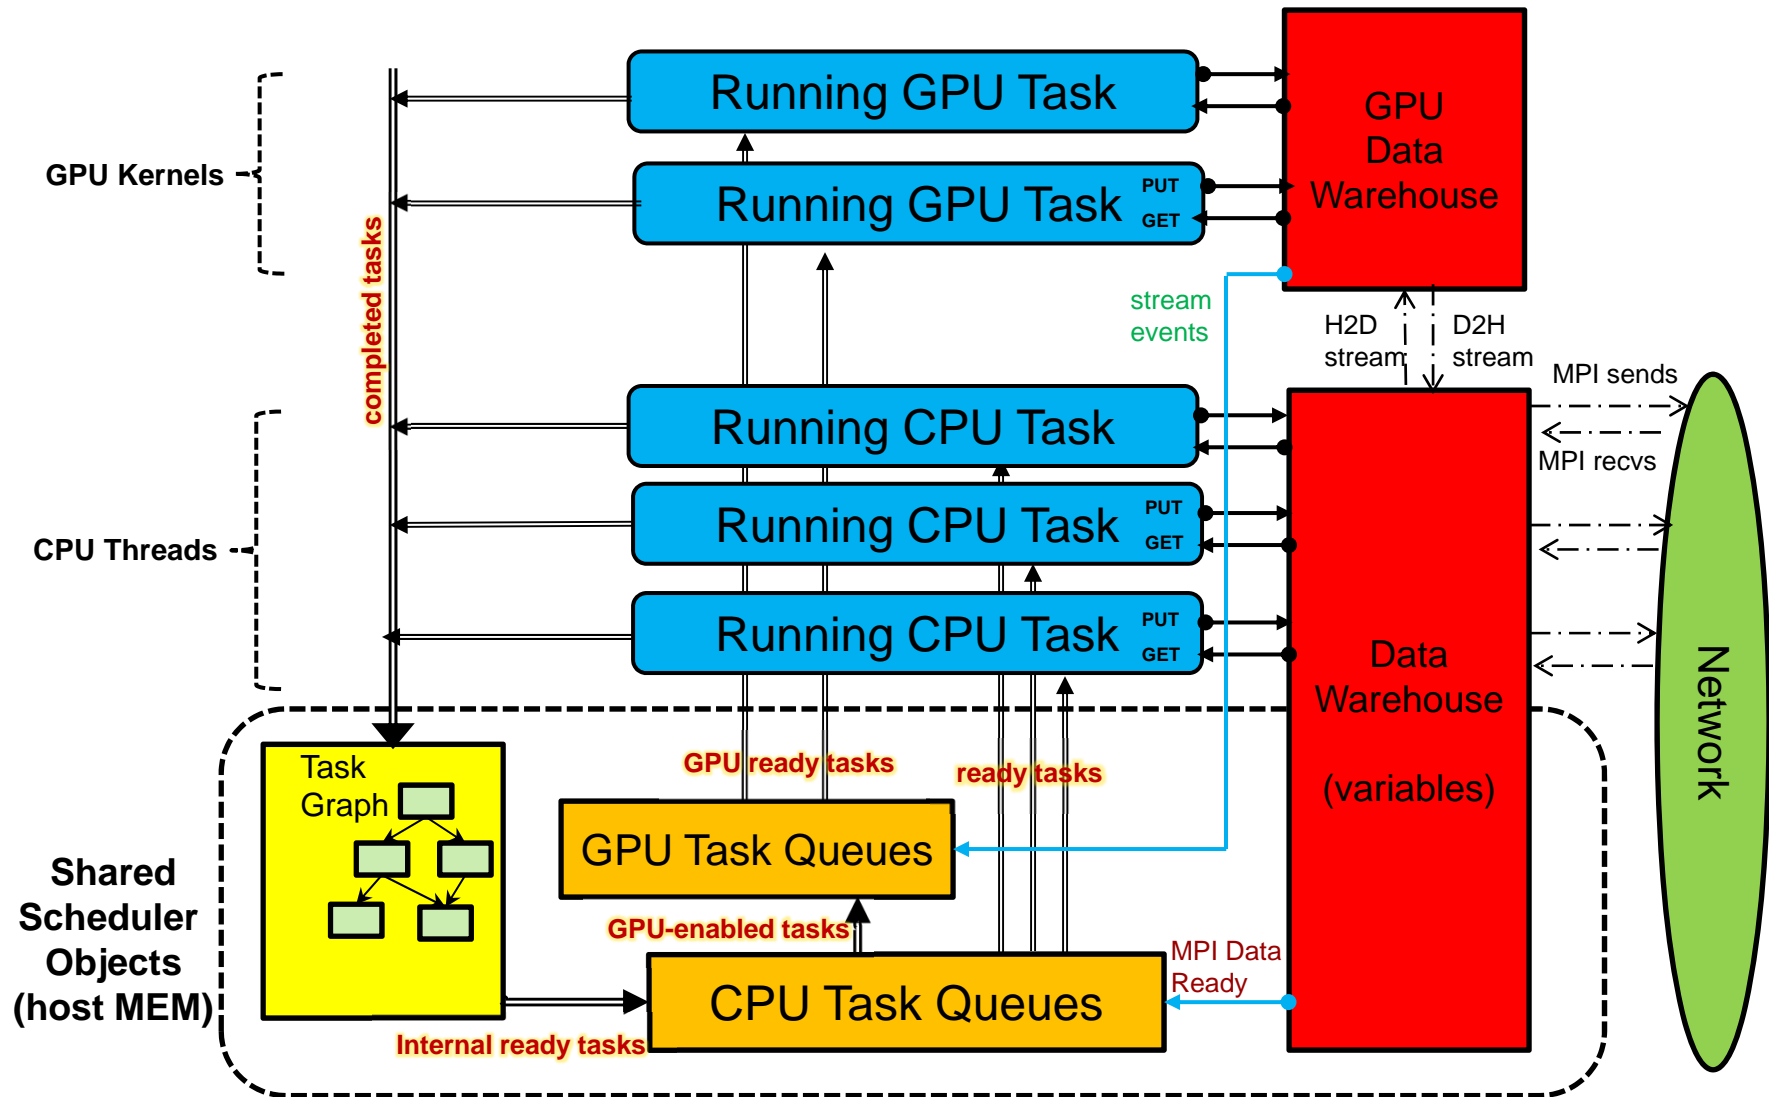 Running GPU Task
GPU
Data
Warehouse
GPU Kernels
Running GPU Task
PUT
GET
completed tasks
stream
events
H2D
stream
D2H
stream
MPI sends
MPI recvs
Running CPU Task
CPU Threads
Running CPU Task
PUT
GET
Running CPU Task
PUT
GET
Data
Warehouse
(variables)
Network
Task
Graph
GPU ready tasks
ready tasks
GPU Task Queues
Shared
Scheduler
Objects
(host MEM)
GPU-enabled tasks
MPI Data
Ready
CPU Task Queues
Internal ready tasks